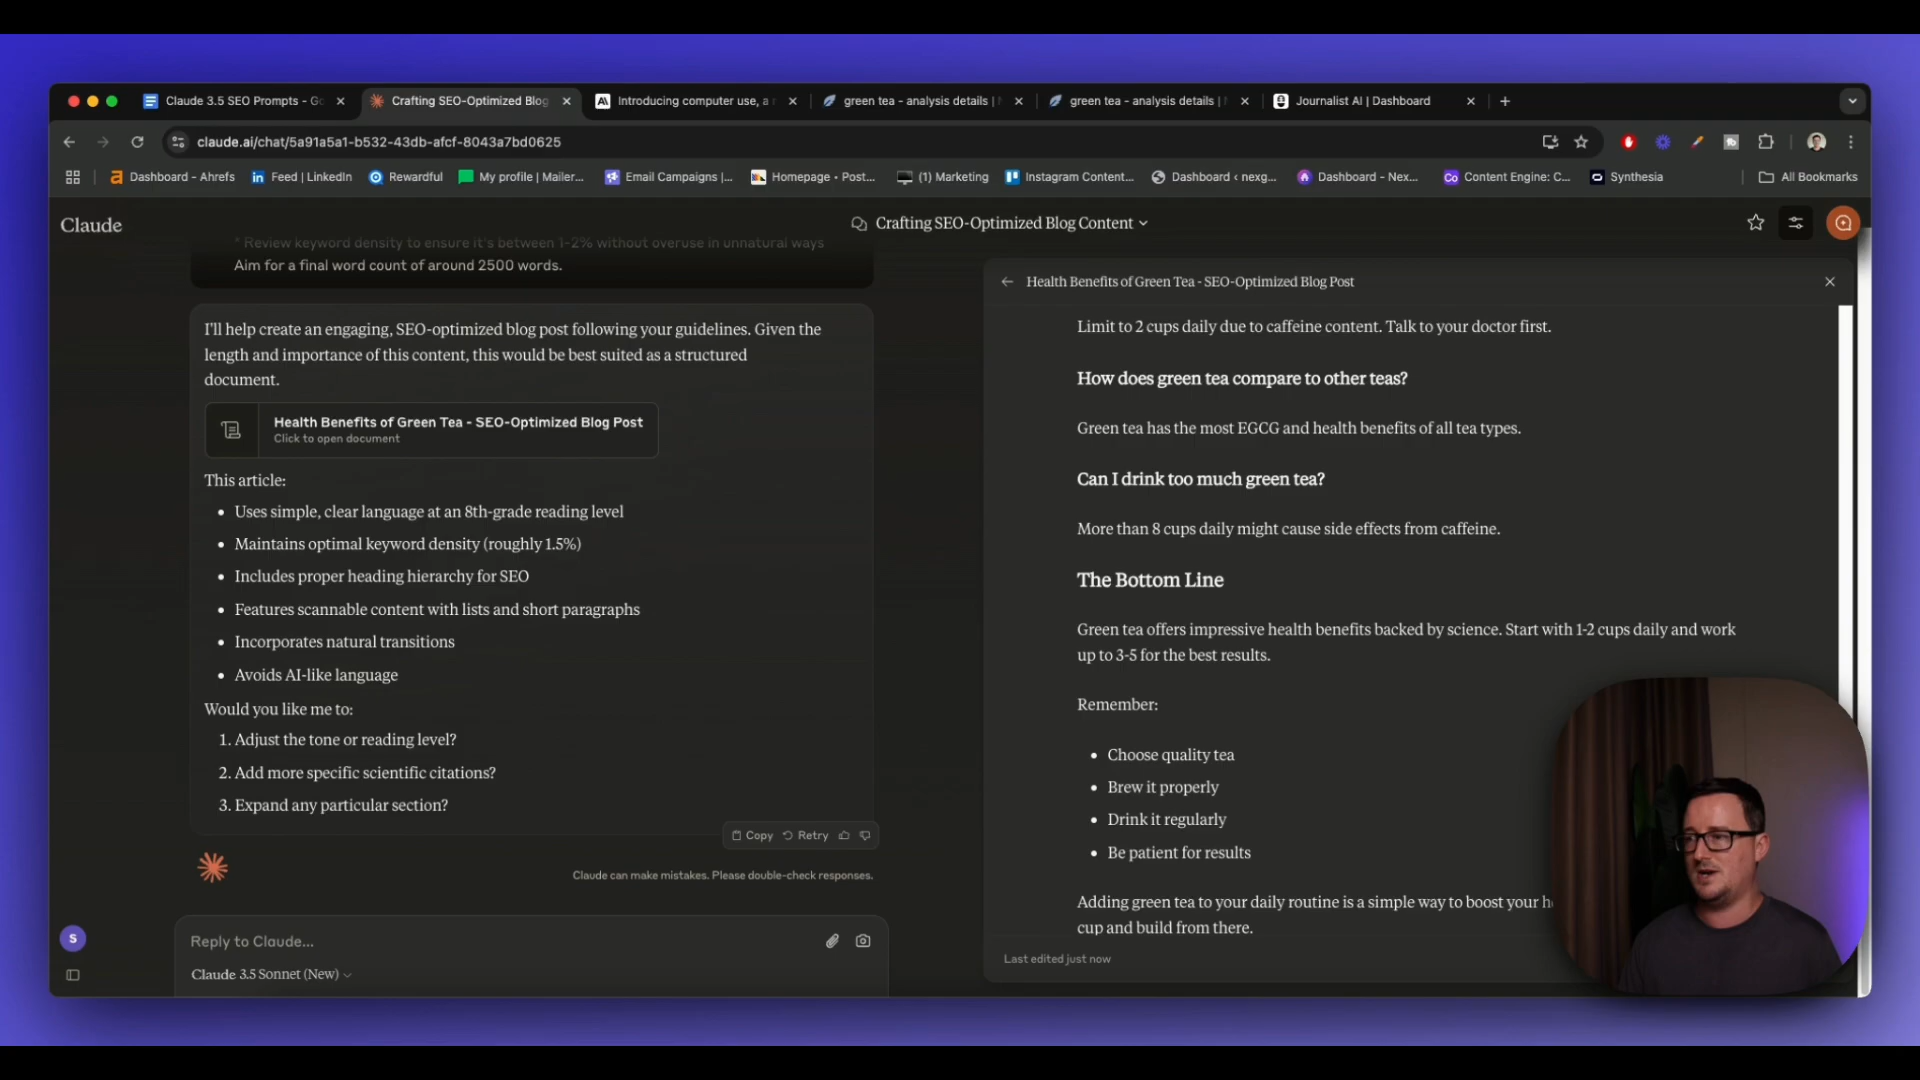 Claude 3.5 SEO Prompts - Go
Crafting SEO-Optimized Blog
Introducing computer use, a
green tea - analysis details |
green tea - analysis details |
Journalist AI | Dashboard
claude.ai/chat/5a91a5a1-b532-43db-afcf-8043a7bd0625
Dashboard - Ahrefs
Feed | LinkedIn
Rewardful
My profile | Mailer...
Email Campaigns |...
Homepage • Post...
(1) Marketing
Instagram Content...
Dashboard ‹ nexg...
Dashboard - Nex...
Content Engine: C...
Synthesia
All Bookmarks
Claude
Crafting SEO-Optimized Blog Content
* Review keyword density to ensure it's between 1-2% without overuse in unnatural ways
Aim for a final word count of around 2500 words.
I'll help create an engaging, SEO-optimized blog post following your guidelines. Given the
length and importance of this content, this would be best suited as a structured
document.
Health Benefits of Green Tea - SEO-Optimized Blog Post
Click to open document
This article:
• Uses simple, clear language at an 8th-grade reading level
• Maintains optimal keyword density (roughly 1.5%)
• Includes proper heading hierarchy for SEO
• Features scannable content with lists and short paragraphs
• Incorporates natural transitions
• Avoids AI-like language
Would you like me to:
1. Adjust the tone or reading level?
2. Add more specific scientific citations?
3. Expand any particular section?
Copy
Retry
Claude can make mistakes. Please double-check responses.
S
Reply to Claude...
Claude 3.5 Sonnet (New)
Health Benefits of Green Tea - SEO-Optimized Blog Post
Limit to 2 cups daily due to caffeine content. Talk to your doctor first.
How does green tea compare to other teas?
Green tea has the most EGCG and health benefits of all tea types.
Can I drink too much green tea?
More than 8 cups daily might cause side effects from caffeine.
The Bottom Line
Green tea offers impressive health benefits backed by science. Start with 1-2 cups daily and work
up to 3-5 for the best results.
Remember:
• Choose quality tea
• Brew it properly
• Drink it regularly
• Be patient for results
Adding green tea to your daily routine is a simple way to boost your
cup and build from there.
Last edited just now